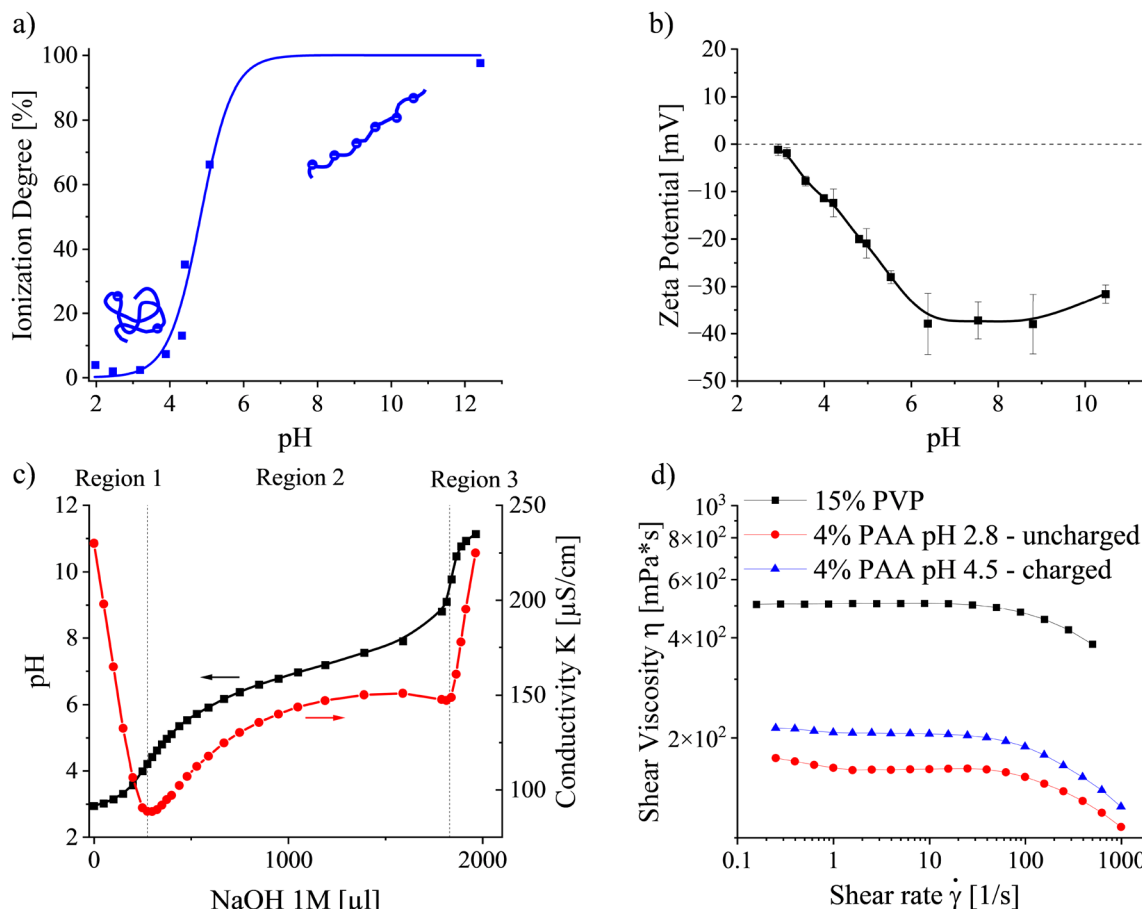 a)
100
80
60
40
20
0
Ionization Degree [%]
2 4 6 8 10 12
pH
b)
20
10
0
−10
−20
−30
−40
−50
Zeta Potential [mV]
2 4 6 8 10
pH
c)
Region 1 Region 2 Region 3
12
10
8
6
4
2
pH
250
200
150
100
Conductivity K [µS/cm]
0 1000 2000
NaOH 1M [µl]
d)
15% PVP
4% PAA pH 2.8 - uncharged
4% PAA pH 4.5 - charged
10³
8×10²
6×10²
4×10²
2×10²
Shear Viscosity η [mPa*s]
0.1 1 10 100 1000
Shear rate γ̇ [1/s]